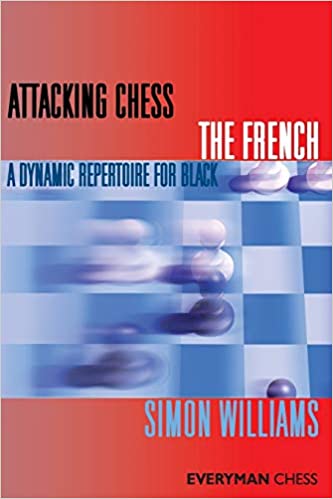 ATTACKING CHESS
THE FRENCH
A DYNAMIC REPERTOIRE FOR BLACK
SIMON WILLIAMS
EVERYMAN CHESS